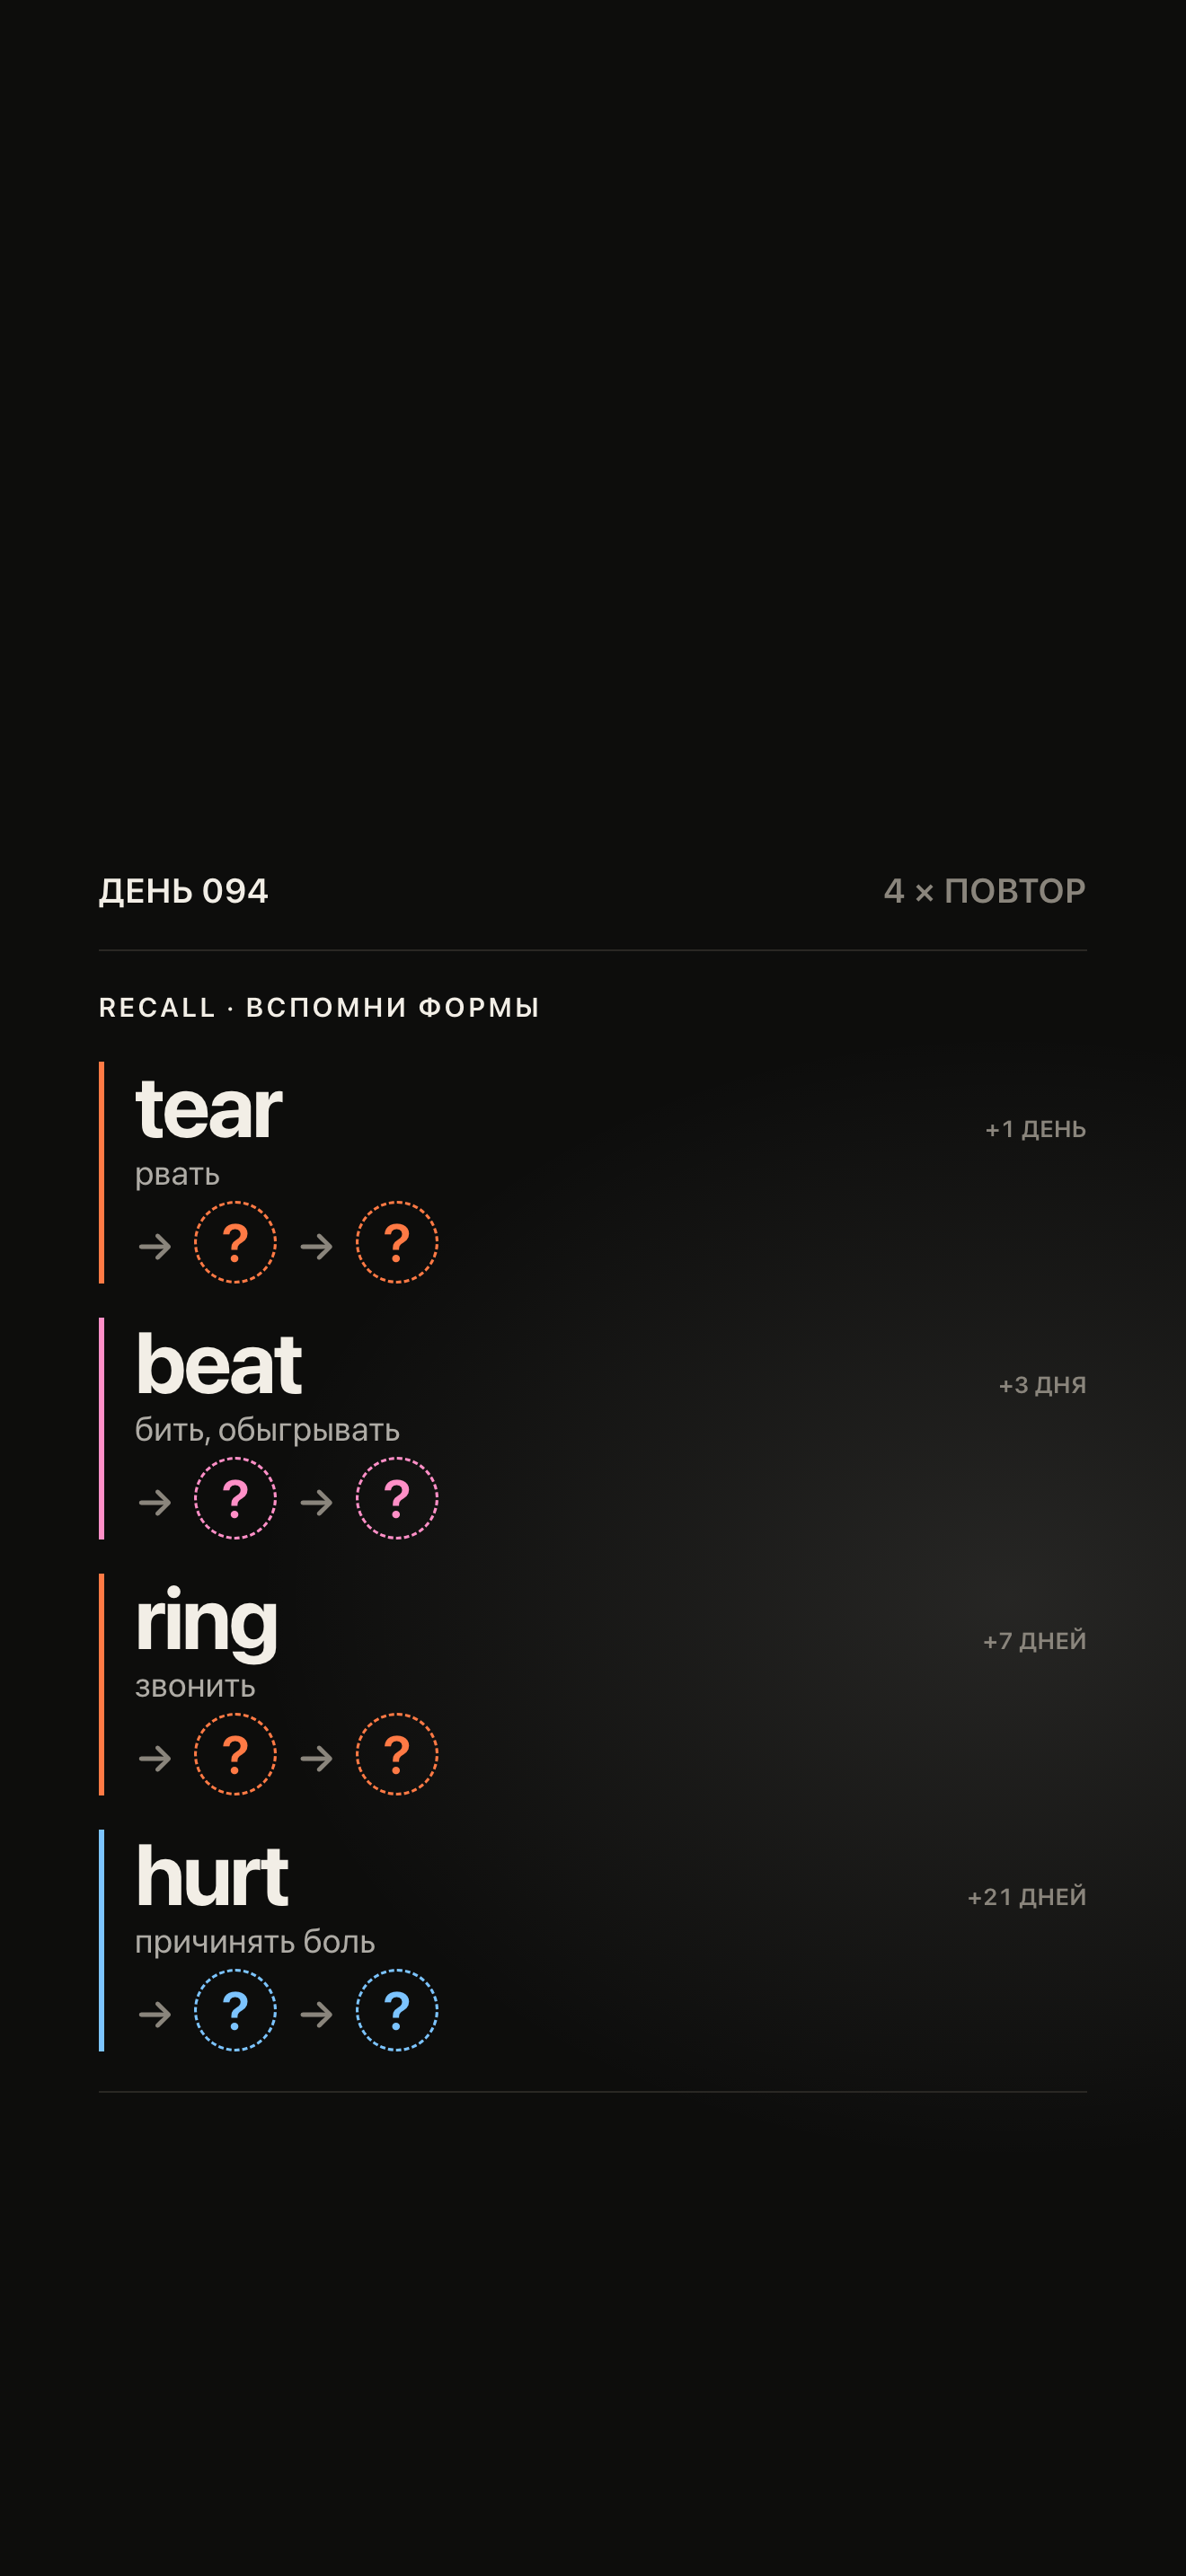 ДЕНЬ 094
4 × ПОВТОР
RECALL · ВСПОМНИ ФОРМЫ
tear
+1 ДЕНЬ
рвать
→ ? → ?
beat
+3 ДНЯ
бить, обыгрывать
→ ? → ?
ring
+7 ДНЕЙ
звонить
→ ? → ?
hurt
+21 ДНЕЙ
причинять боль
→ ? → ?